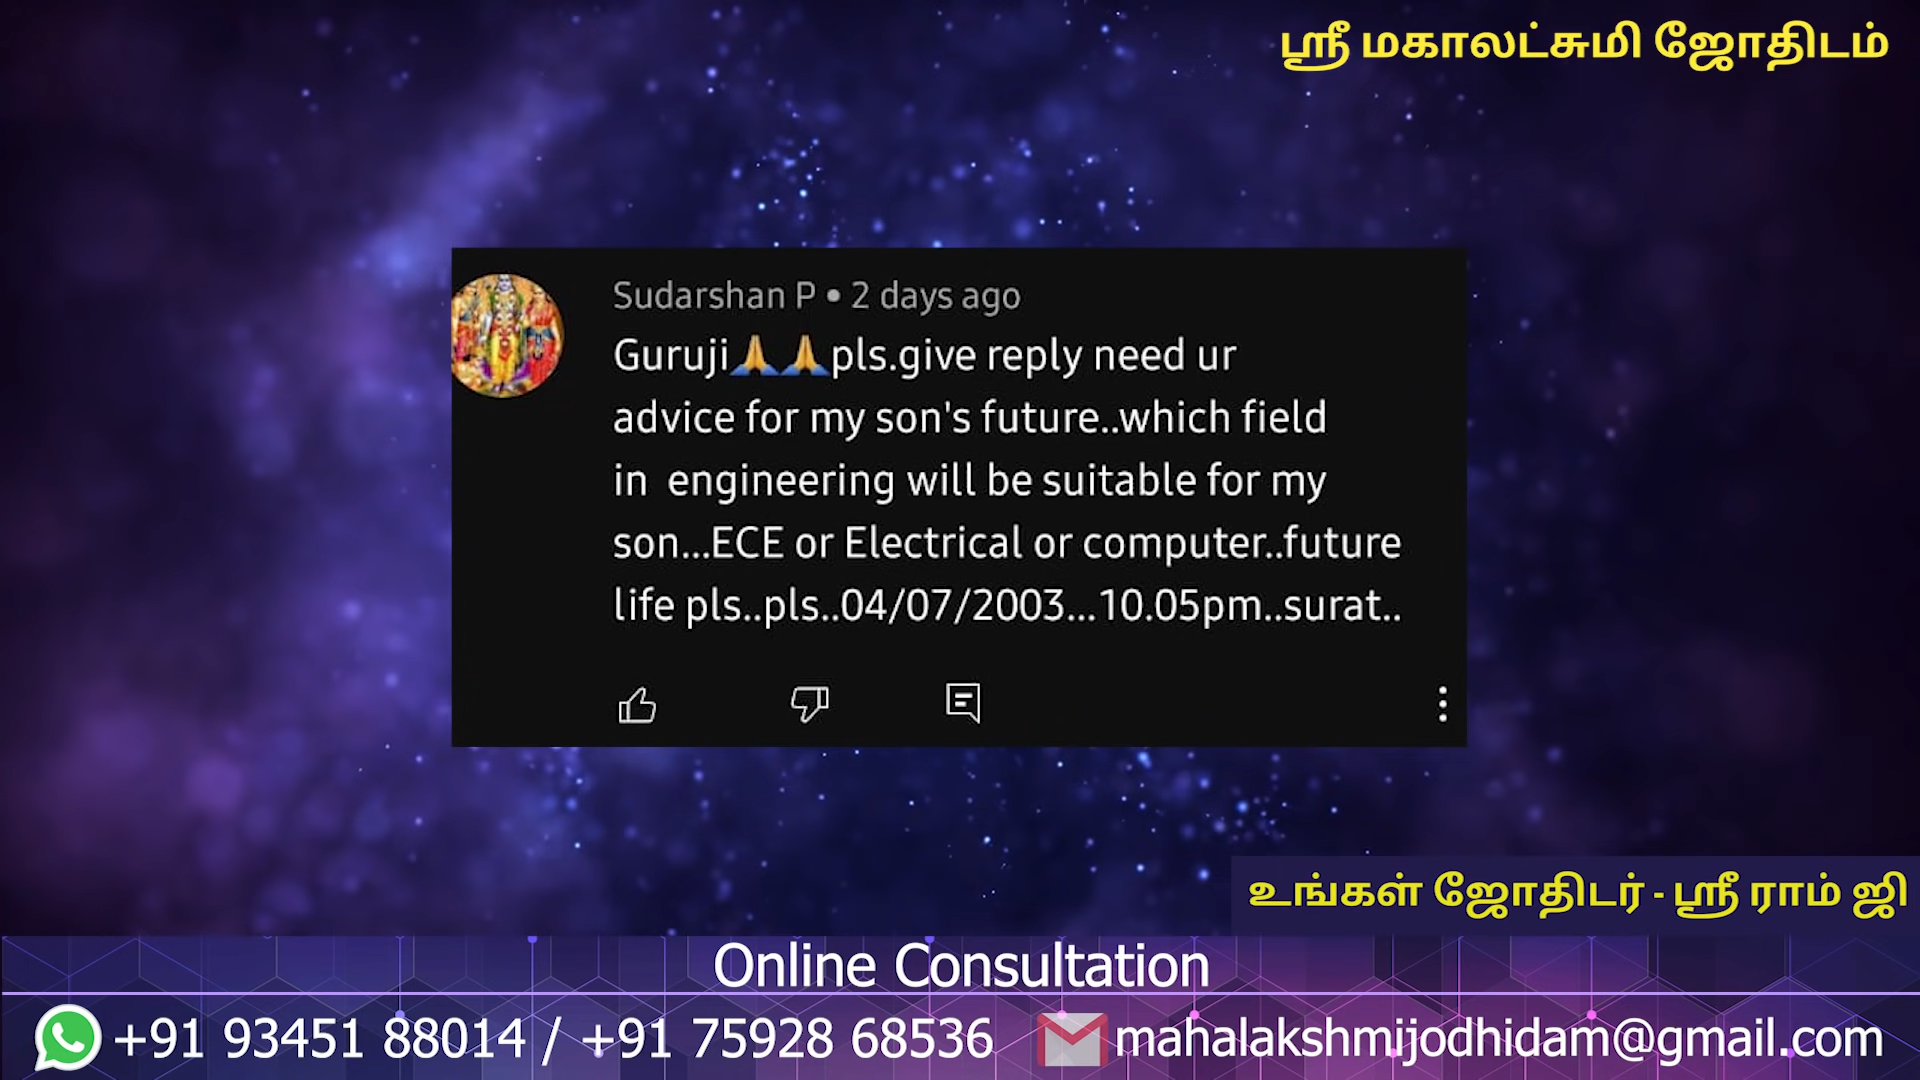 ஸ்ரீ மகாலட்சுமி ஜோதிடம்
Sudarshan P • 2 days ago
Guruji🙏🙏pls.give reply need ur
advice for my son's future..which field
in engineering will be suitable for my
son...ECE or Electrical or computer..future
life pls..pls..04/07/2003...10.05pm..surat..
உங்கள் ஜோதிடர் - ஸ்ரீ ராம் ஜி
Online Consultation
+91 93451 88014 / +91 75928 68536 mahalakshmijodhidam@gmail.com